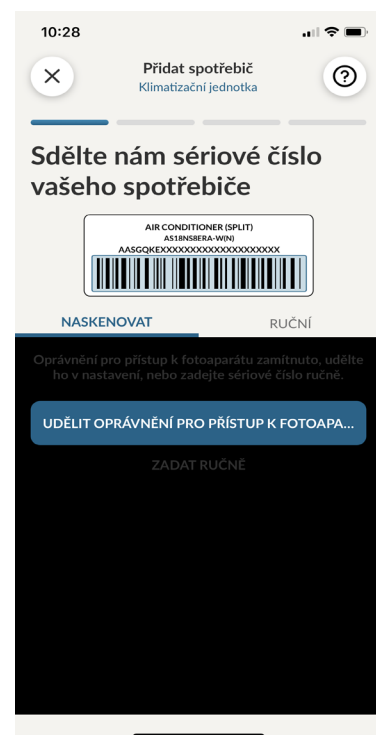 10:28
Přidat spotřebič
Klimatizační jednotka
Sdělte nám sériové číslo
vašeho spotřebiče
AIR CONDITIONER (SPLIT)
AS18NS8ERA-W(N)
AASGQKEXXXXXXXXXXXXXXXXXXXX
NASKENOVAT
RUČNÍ
Oprávnění pro přístup k fotoaparátu zamítnuto, udělte
ho v nastavení, nebo zadejte sériové číslo ručně.
UDĚLIT OPRÁVNĚNÍ PRO PŘÍSTUP K FOTOAPA...
ZADAT RUČNĚ